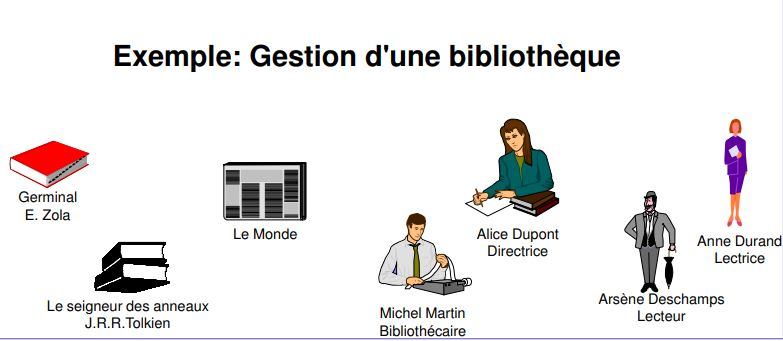 Exemple: Gestion d'une bibliothèque
Germinal
E. Zola
Le seigneur des anneaux
J.R.R.Tolkien
Le Monde
Michel Martin
Bibliothécaire
Alice Dupont
Directrice
Arsène Deschamps
Lecteur
Anne Durand
Lectrice